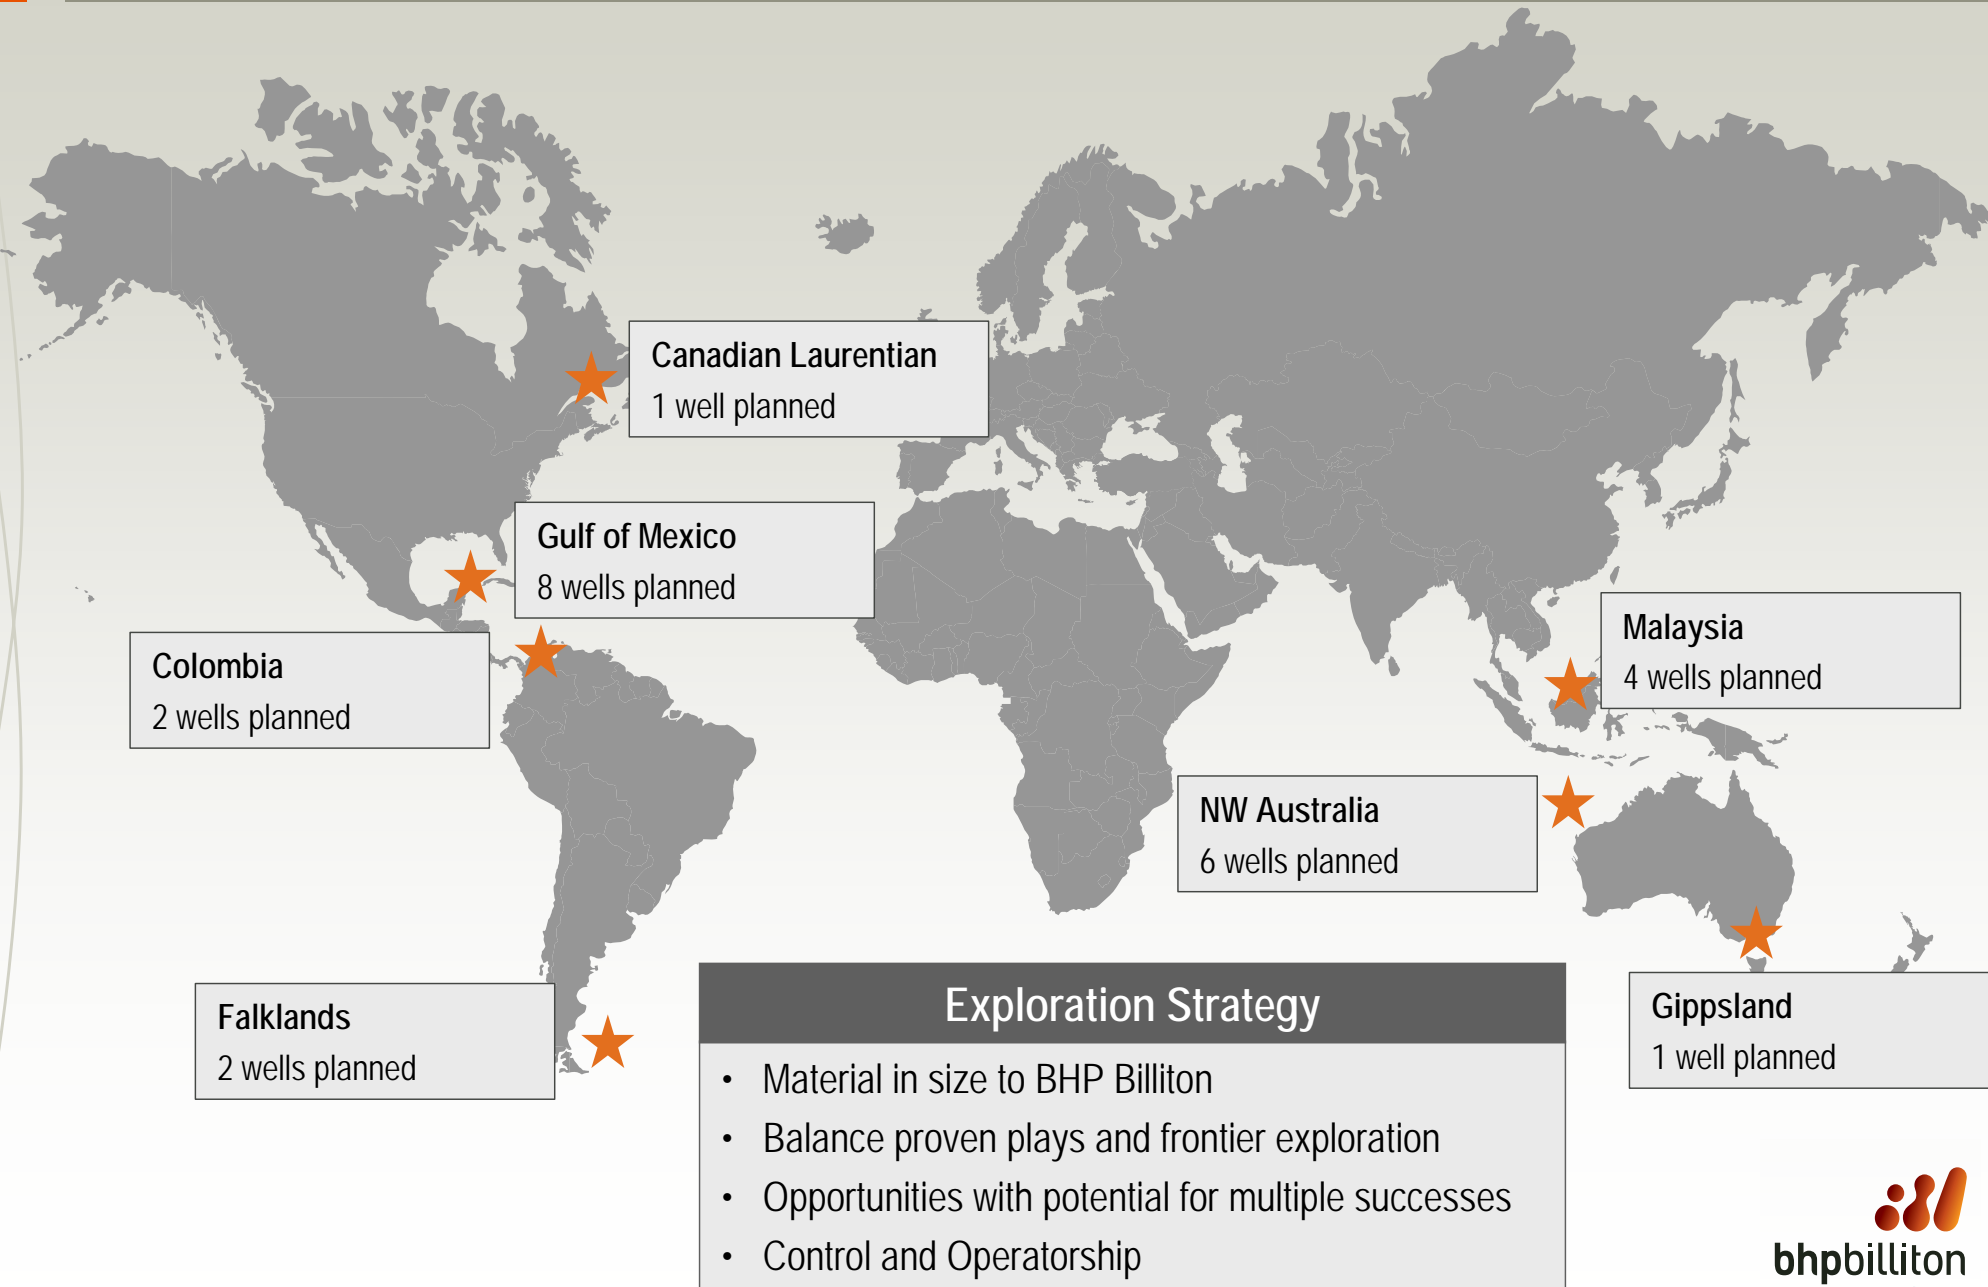 Canadian Laurentian
1 well planned
Gulf of Mexico
8 wells planned
Colombia
2 wells planned
Malaysia
4 wells planned
NW Australia
6 wells planned
Falklands
2 wells planned
Gippsland
1 well planned
Exploration Strategy
• Material in size to BHP Billiton
• Balance proven plays and frontier exploration
• Opportunities with potential for multiple successes
• Control and Operatorship
bhpbilliton